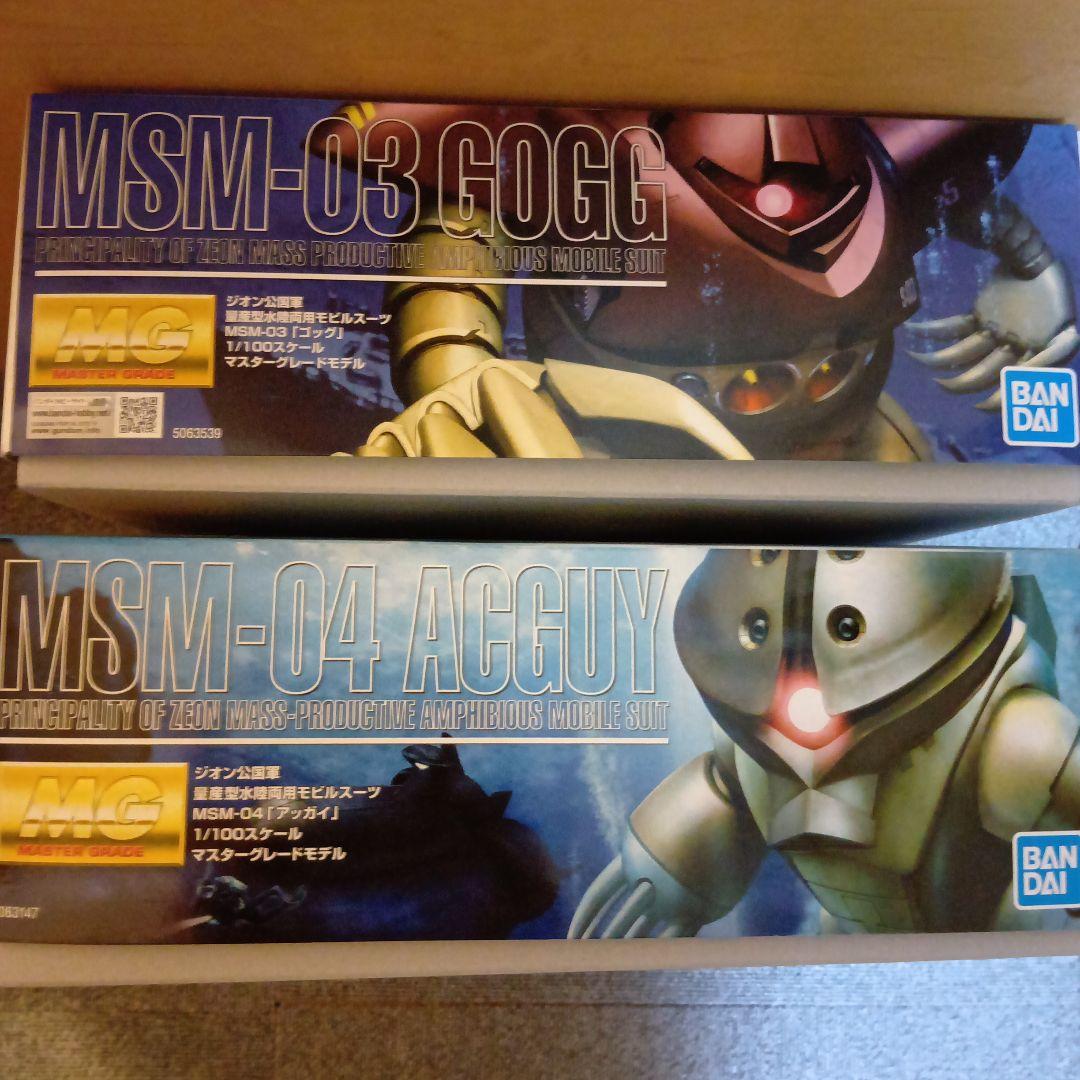 MSM-03 GOGG
PRINCIPALITY OF ZEON MASS PRODUCTIVE AMPHIBIOUS MOBILE SUIT
MG
MASTER GRADE
ジオン公国軍
量産型水陸両用モビルスーツ
MSM-03「ゴッグ」
1/100スケール
マスターグレードモデル
5063539
BAN
DAI
MSM-04 ACGUY
PRINCIPALITY OF ZEON MASS-PRODUCTIVE AMPHIBIOUS MOBILE SUIT
MG
MASTER GRADE
ジオン公国軍
量産型水陸両用モビルスーツ
MSM-04「アッガイ」
1/100スケール
マスターグレードモデル
063147
BAN
DAI